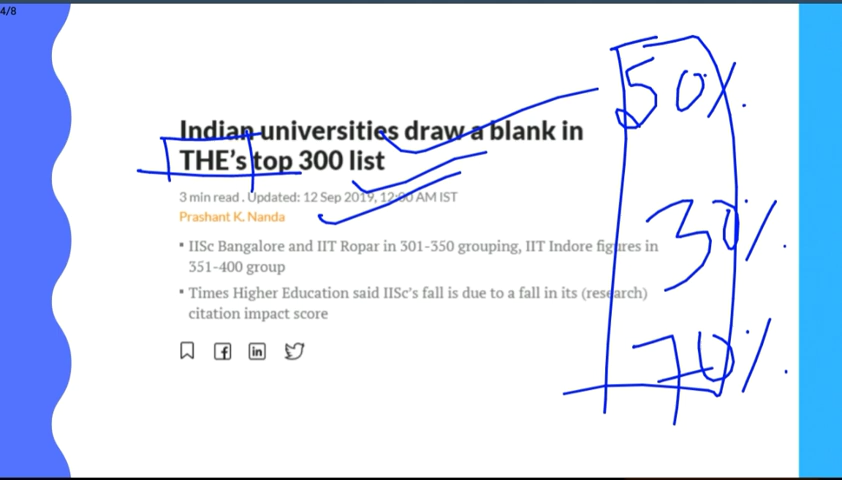 4/8
50%.
Indian universities draw a blank in
THE's top 300 list
3 min read . Updated: 12 Sep 2019, 12:00 AM IST
Prashant K. Nanda
30%.
▪ IISc Bangalore and IIT Ropar in 301-350 grouping, IIT Indore figures in
351-400 group
▪ Times Higher Education said IISc's fall is due to a fall in its (research)
citation impact score
70%.